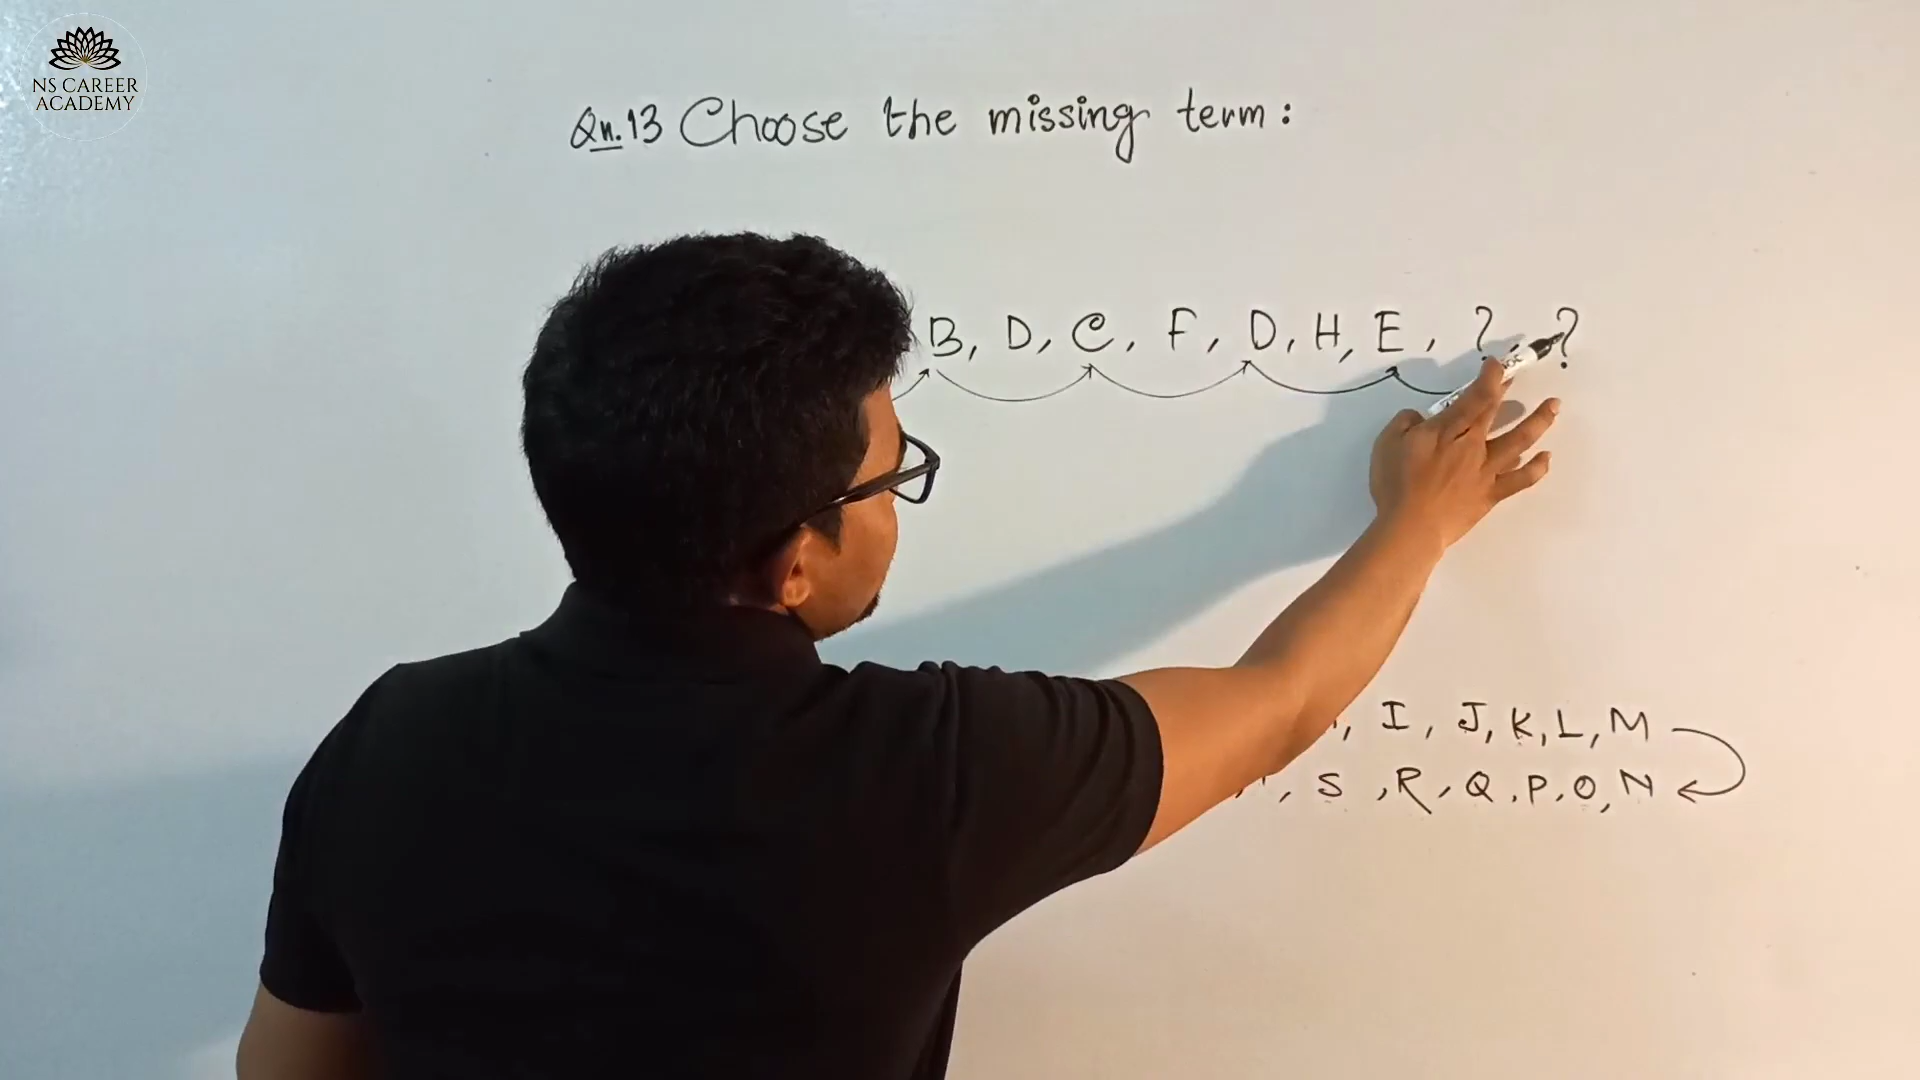 NS CAREER
ACADEMY
Qn.13 Choose the missing term:
B, D, C, F, D, H, E, ?, ?
, I, J, K, L, M
, S, R, Q, P, O, N